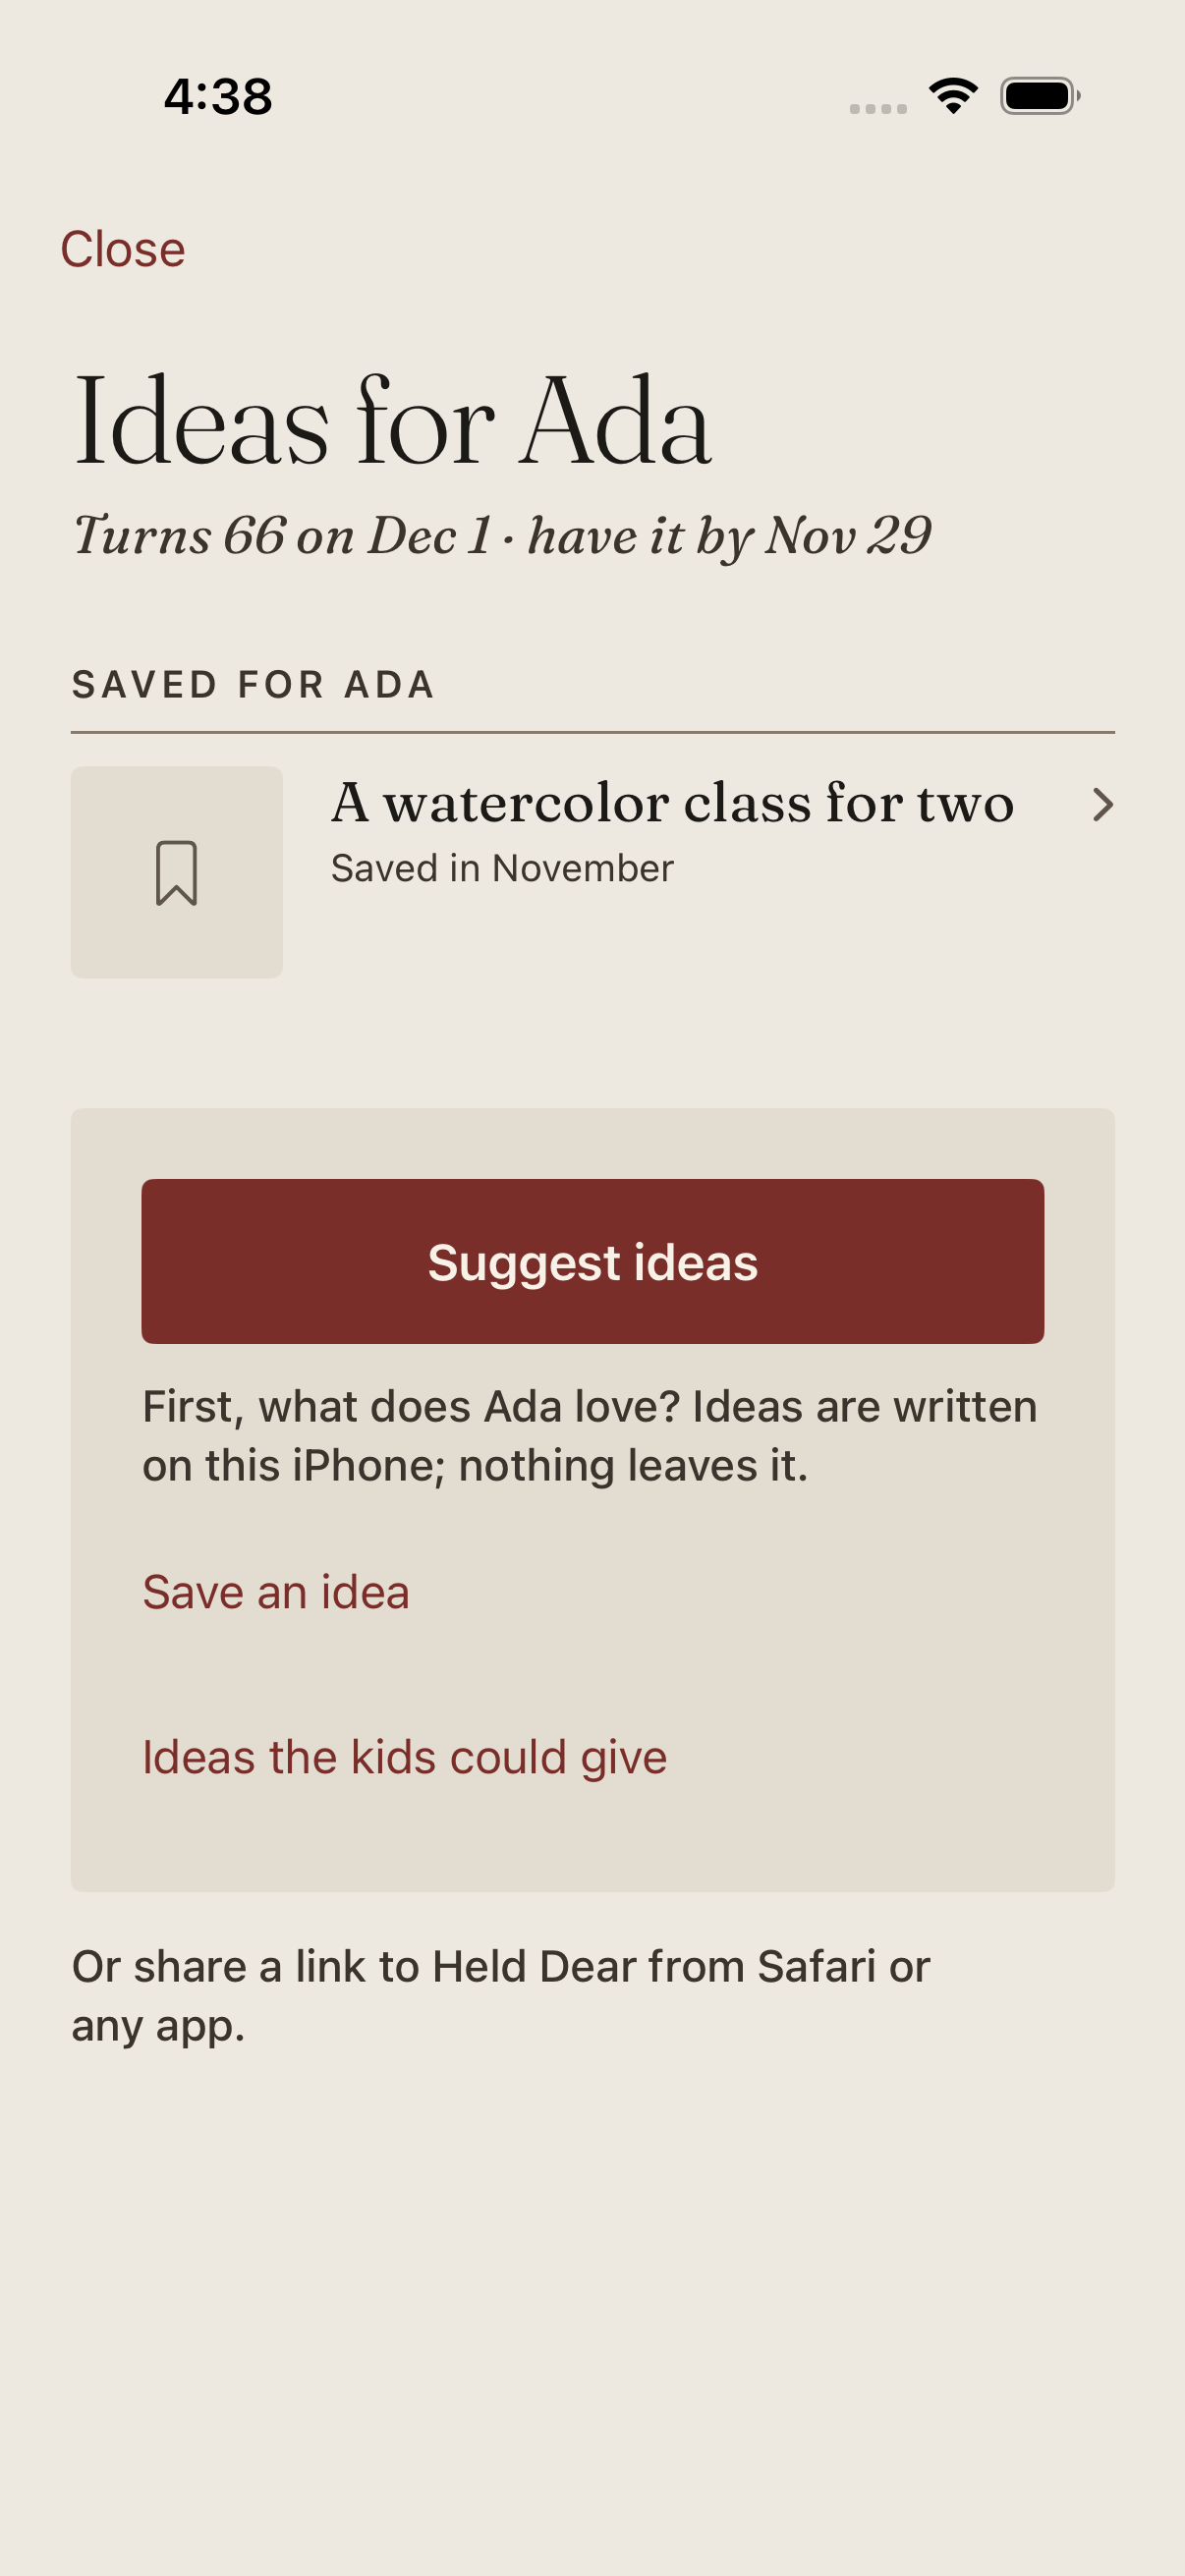 4:38
Close
Ideas for Ada
Turns 66 on Dec 1 · have it by Nov 29
SAVED FOR ADA
A watercolor class for two
Saved in November
Suggest ideas
First, what does Ada love? Ideas are written
on this iPhone; nothing leaves it.
Save an idea
Ideas the kids could give
Or share a link to Held Dear from Safari or
any app.